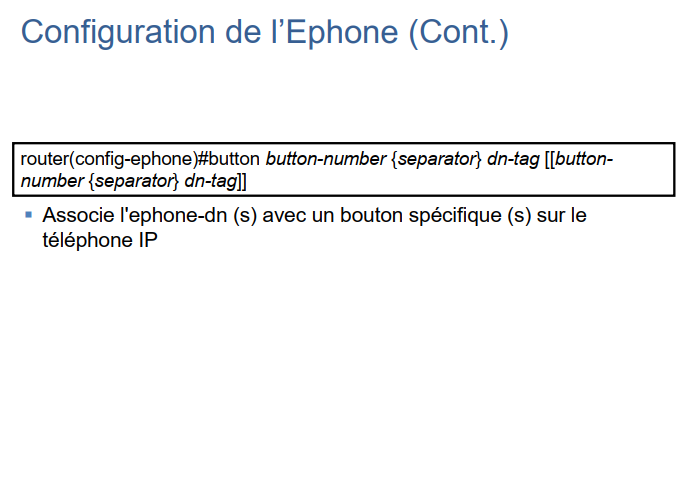 Configuration de l’Ephone (Cont.)
router(config-ephone)#button button-number {separator} dn-tag [[button-
number {separator} dn-tag]]
Associe l'ephone-dn (s) avec un bouton spécifique (s) sur le
téléphone IP